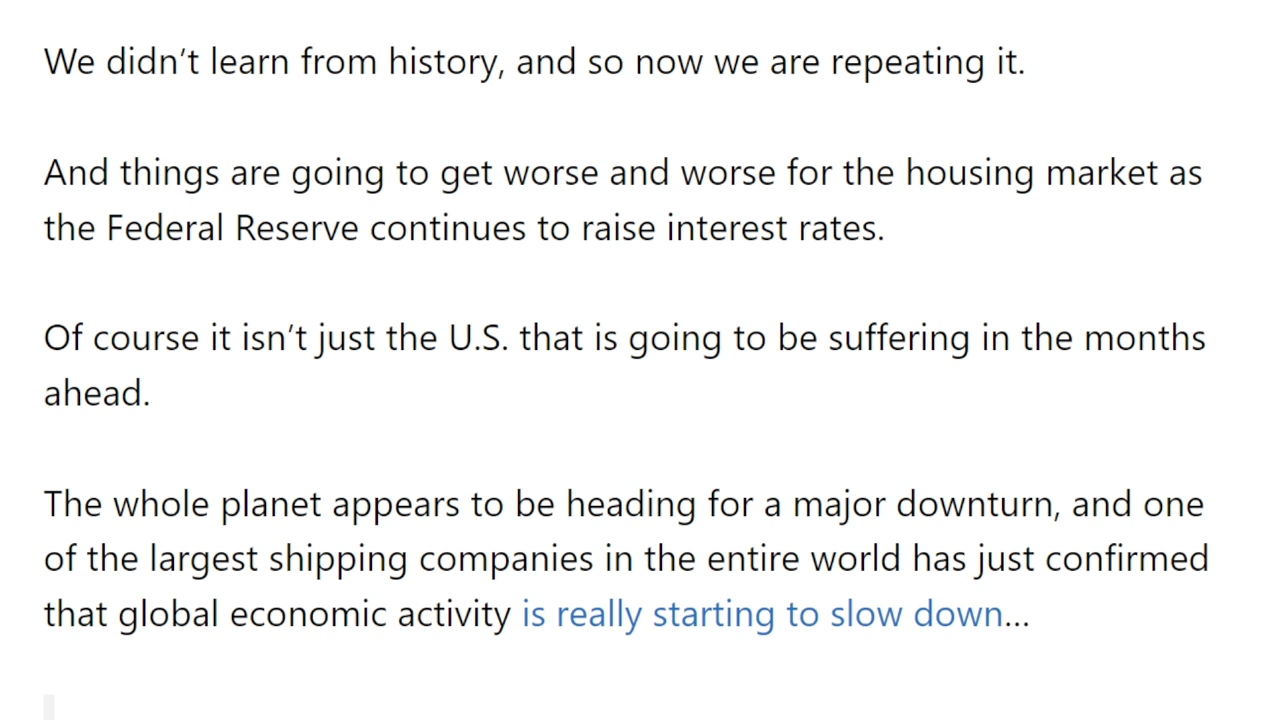 We didn’t learn from history, and so now we are repeating it.
And things are going to get worse and worse for the housing market as
the Federal Reserve continues to raise interest rates.
Of course it isn’t just the U.S. that is going to be suffering in the months
ahead.
The whole planet appears to be heading for a major downturn, and one
of the largest shipping companies in the entire world has just confirmed
that global economic activity is really starting to slow down…